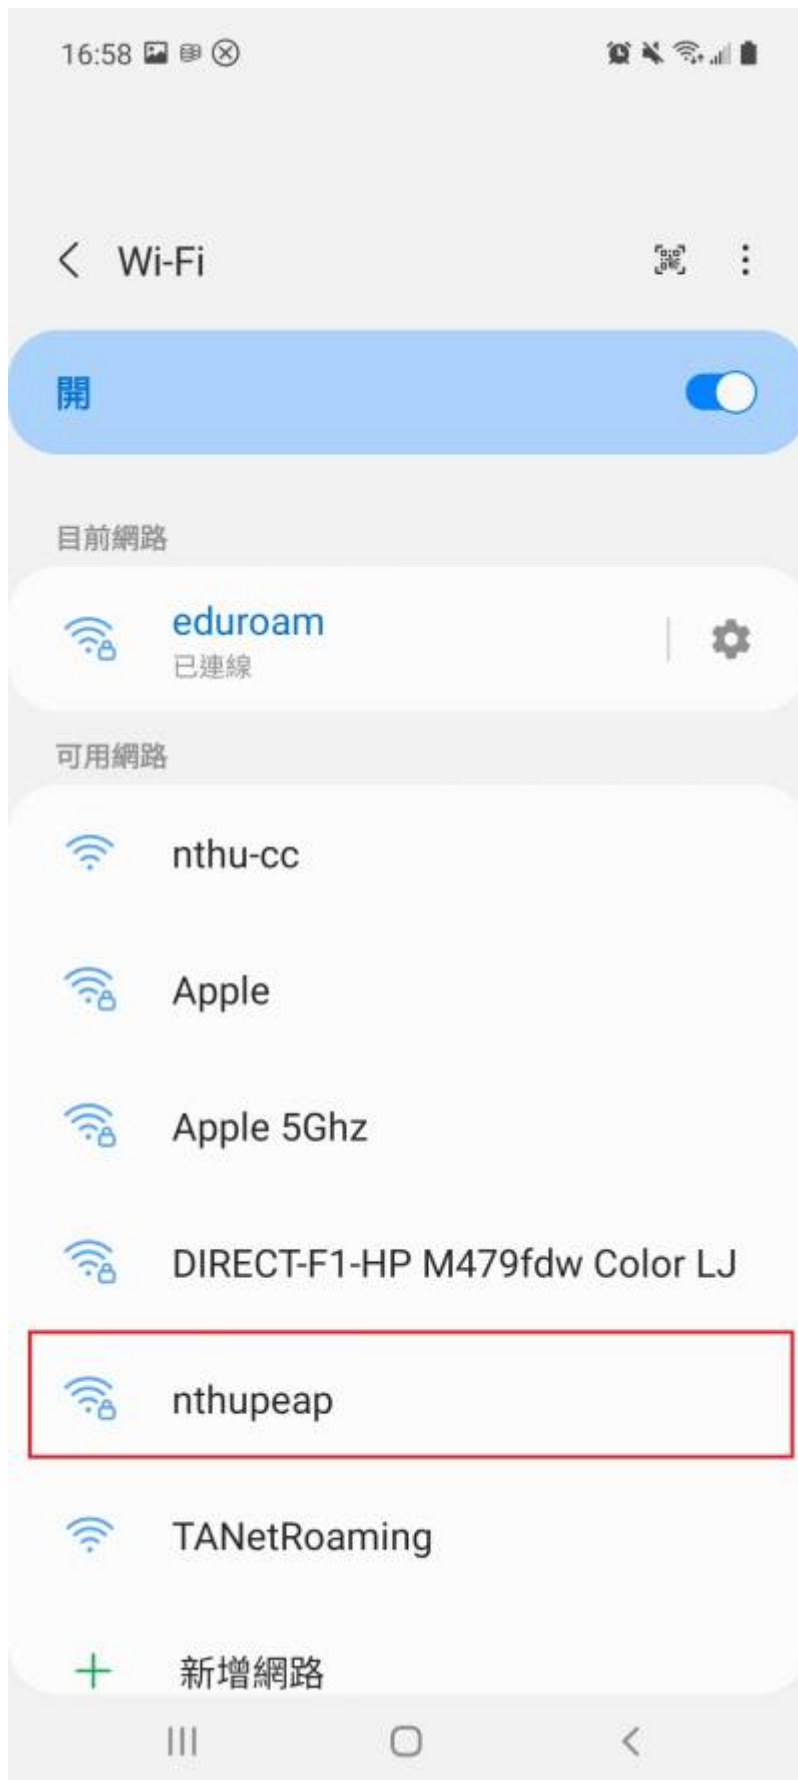 16:58
Wi-Fi
開
目前網路
eduroam
已連線
可用網路
nthu-cc
Apple
Apple 5Ghz
DIRECT-F1-HP M479fdw Color LJ
nthupeap
TANetRoaming
新增網路